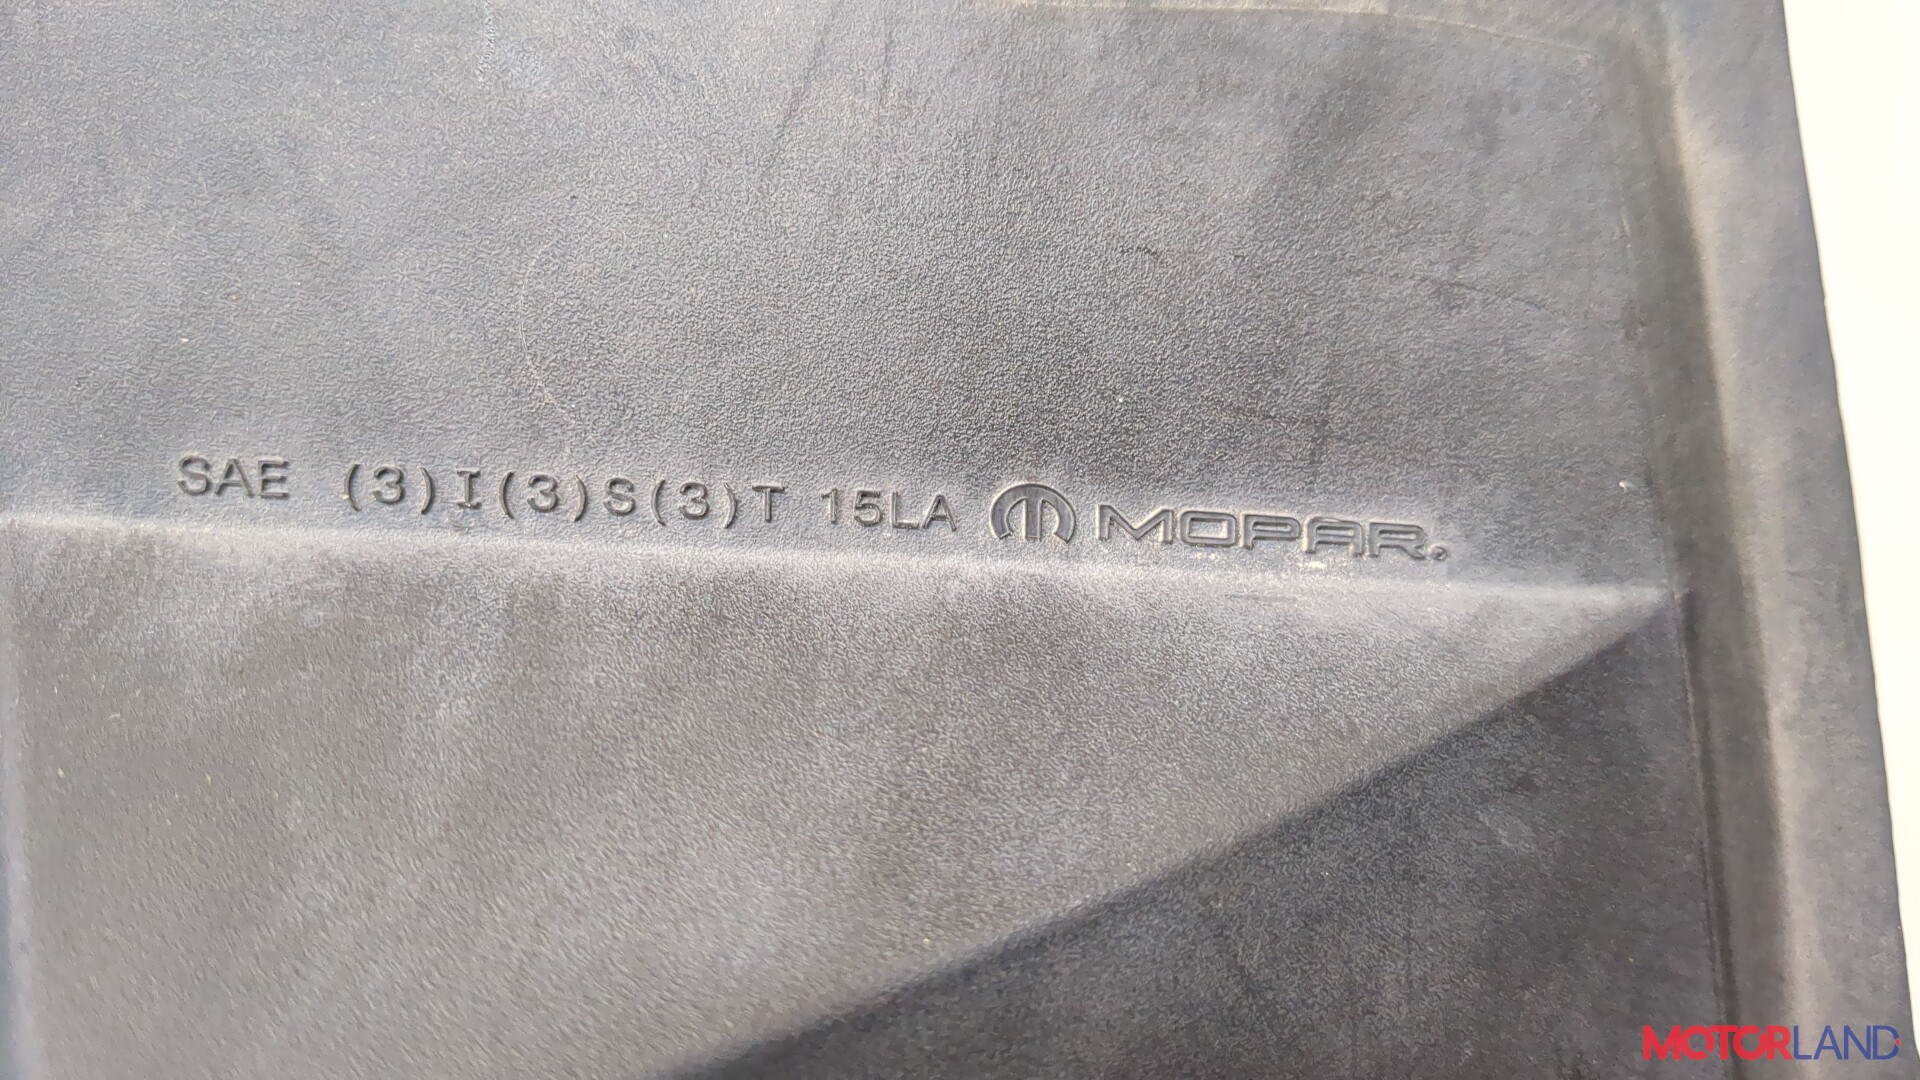 SAE (3)I(3)S(3)T 15LA MOPAR.
MOTORLAND